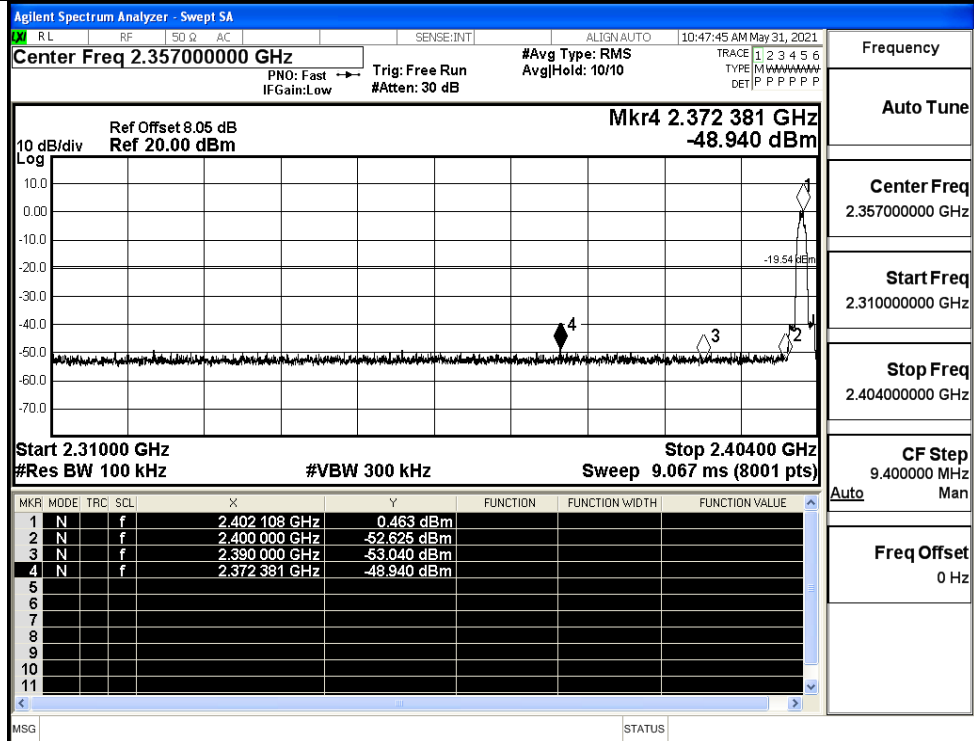 Agilent Spectrum Analyzer - Swept SA
LXI RL RF 50 Ω AC SENSE:INT ALIGNAUTO 10:47:45 AM May 31, 2021
Center Freq 2.357000000 GHz
PNO: Fast
IFGain:Low
Trig: Free Run
#Atten: 30 dB
#Avg Type: RMS
Avg|Hold: 10/10
TRACE 1 2 3 4 5 6
TYPE M WWWWW
DET P P P P P P
Ref Offset 8.05 dB
10 dB/div Ref 20.00 dBm
Log
Mkr4 2.372 381 GHz
-48.940 dBm
10.0
0.00
-10.0
-20.0
-30.0
-40.0
-50.0
-60.0
-70.0
1
-19.54 dBm
4
3
2
Start 2.31000 GHz Stop 2.40400 GHz
#Res BW 100 kHz #VBW 300 kHz Sweep 9.067 ms (8001 pts)
MKR MODE TRC SCL X Y FUNCTION FUNCTION WIDTH FUNCTION VALUE
1 N f 2.402 108 GHz 0.463 dBm
2 N f 2.400 000 GHz -52.625 dBm
3 N f 2.390 000 GHz -53.040 dBm
4 N f 2.372 381 GHz -48.940 dBm
5
6
7
8
9
10
11
MSG STATUS
Frequency
Auto Tune
Center Freq
2.357000000 GHz
Start Freq
2.310000000 GHz
Stop Freq
2.404000000 GHz
CF Step
9.400000 MHz
Auto Man
Freq Offset
0 Hz